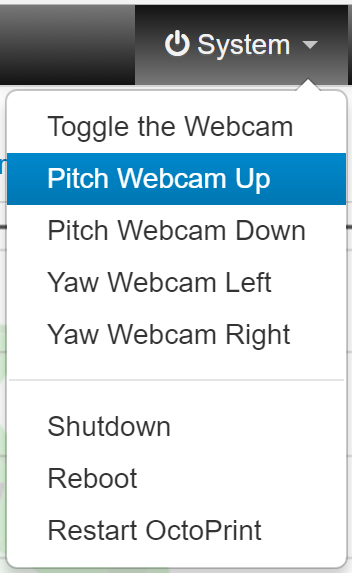 System
Toggle the Webcam
Pitch Webcam Up
Pitch Webcam Down
Yaw Webcam Left
Yaw Webcam Right
Shutdown
Reboot
Restart OctoPrint